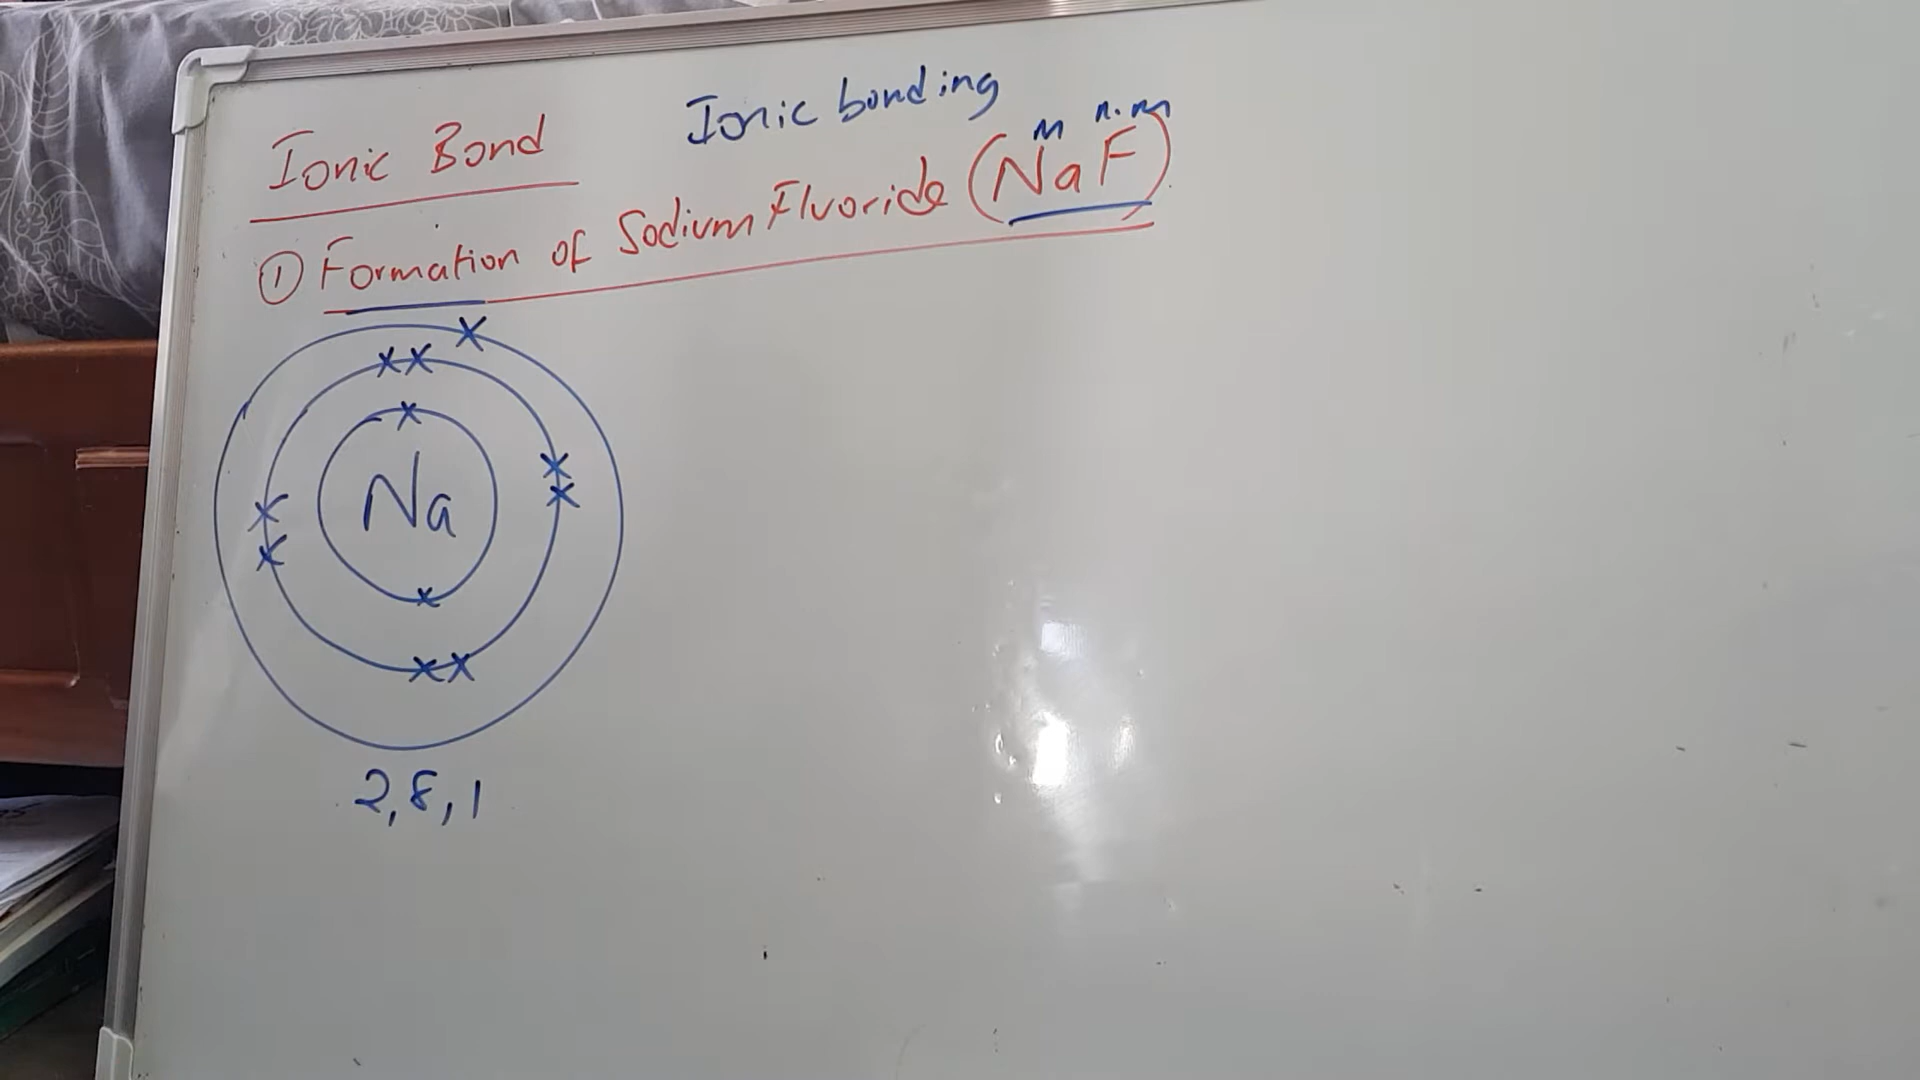 Ionic Bond
Ionic bonding
m n.m
① Formation of Sodium Fluoride (NaF)
Na
2,8,1